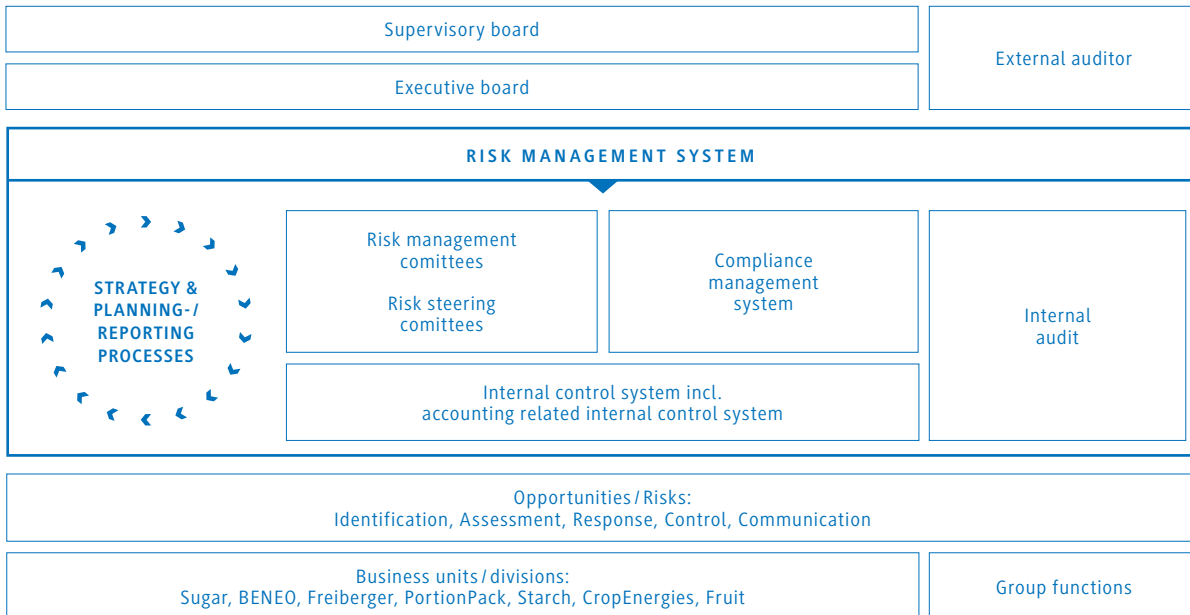 Supervisory board
External auditor
Executive board
RISK MANAGEMENT SYSTEM
STRATEGY &
PLANNING-/
REPORTING
PROCESSES
Risk management
comittees
Risk steering
comittees
Compliance
management
system
Internal
audit
Internal control system incl.
accounting related internal control system
Opportunities/Risks:
Identification, Assessment, Response, Control, Communication
Business units/divisions:
Sugar, BENEO, Freiberger, PortionPack, Starch, CropEnergies, Fruit
Group functions